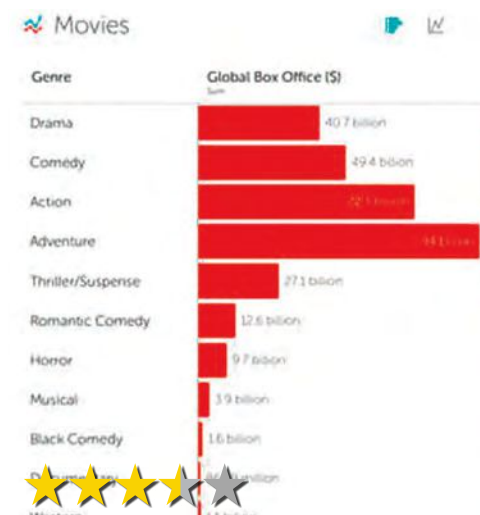 Movies
Genre Global Box Office ($)
Sum
Drama 40.7 billion
Comedy 49.4 billion
Action
Adventure
Thriller/Suspense 27.1 billion
Romantic Comedy 12.6 billion
Horror 9.7 billion
Musical 3.9 billion
Black Comedy 1.6 billion
Documentary
Western